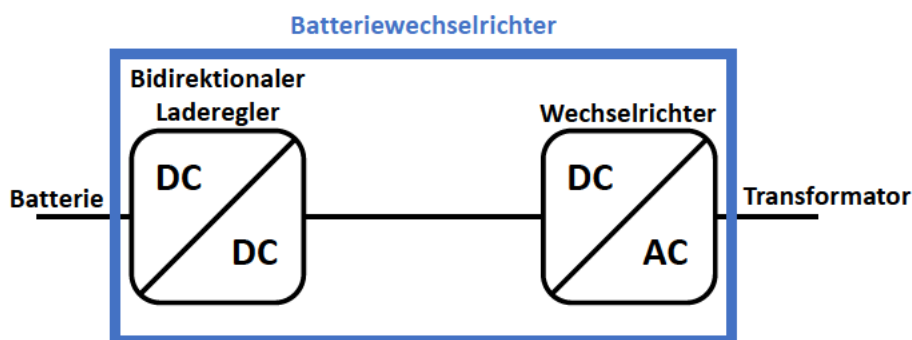 Batteriewechselrichter
Bidirektionaler
Laderegler
Wechselrichter
DC
DC
Batterie
Transformator
DC
AC